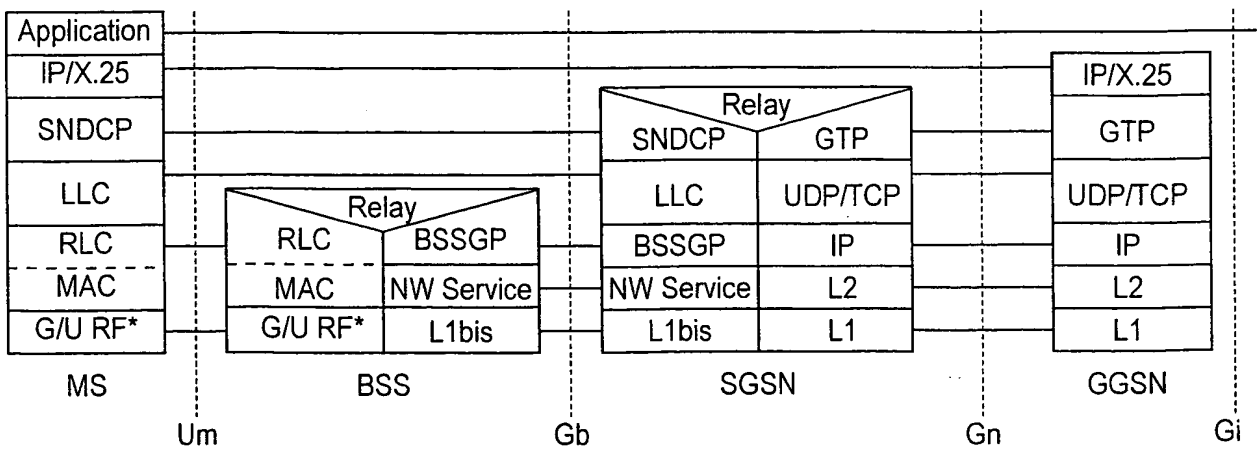 Application
IP/X.25
IP/X.25
Relay
SNDCP
SNDCP
GTP
GTP
LLC
Relay
LLC
UDP/TCP
UDP/TCP
RLC
RLC
BSSGP
BSSGP
IP
IP
MAC
MAC
NW Service
NW Service
L2
L2
G/U RF*
G/U RF*
L1bis
L1bis
L1
L1
MS
BSS
SGSN
GGSN
Um
Gb
Gn
Gi